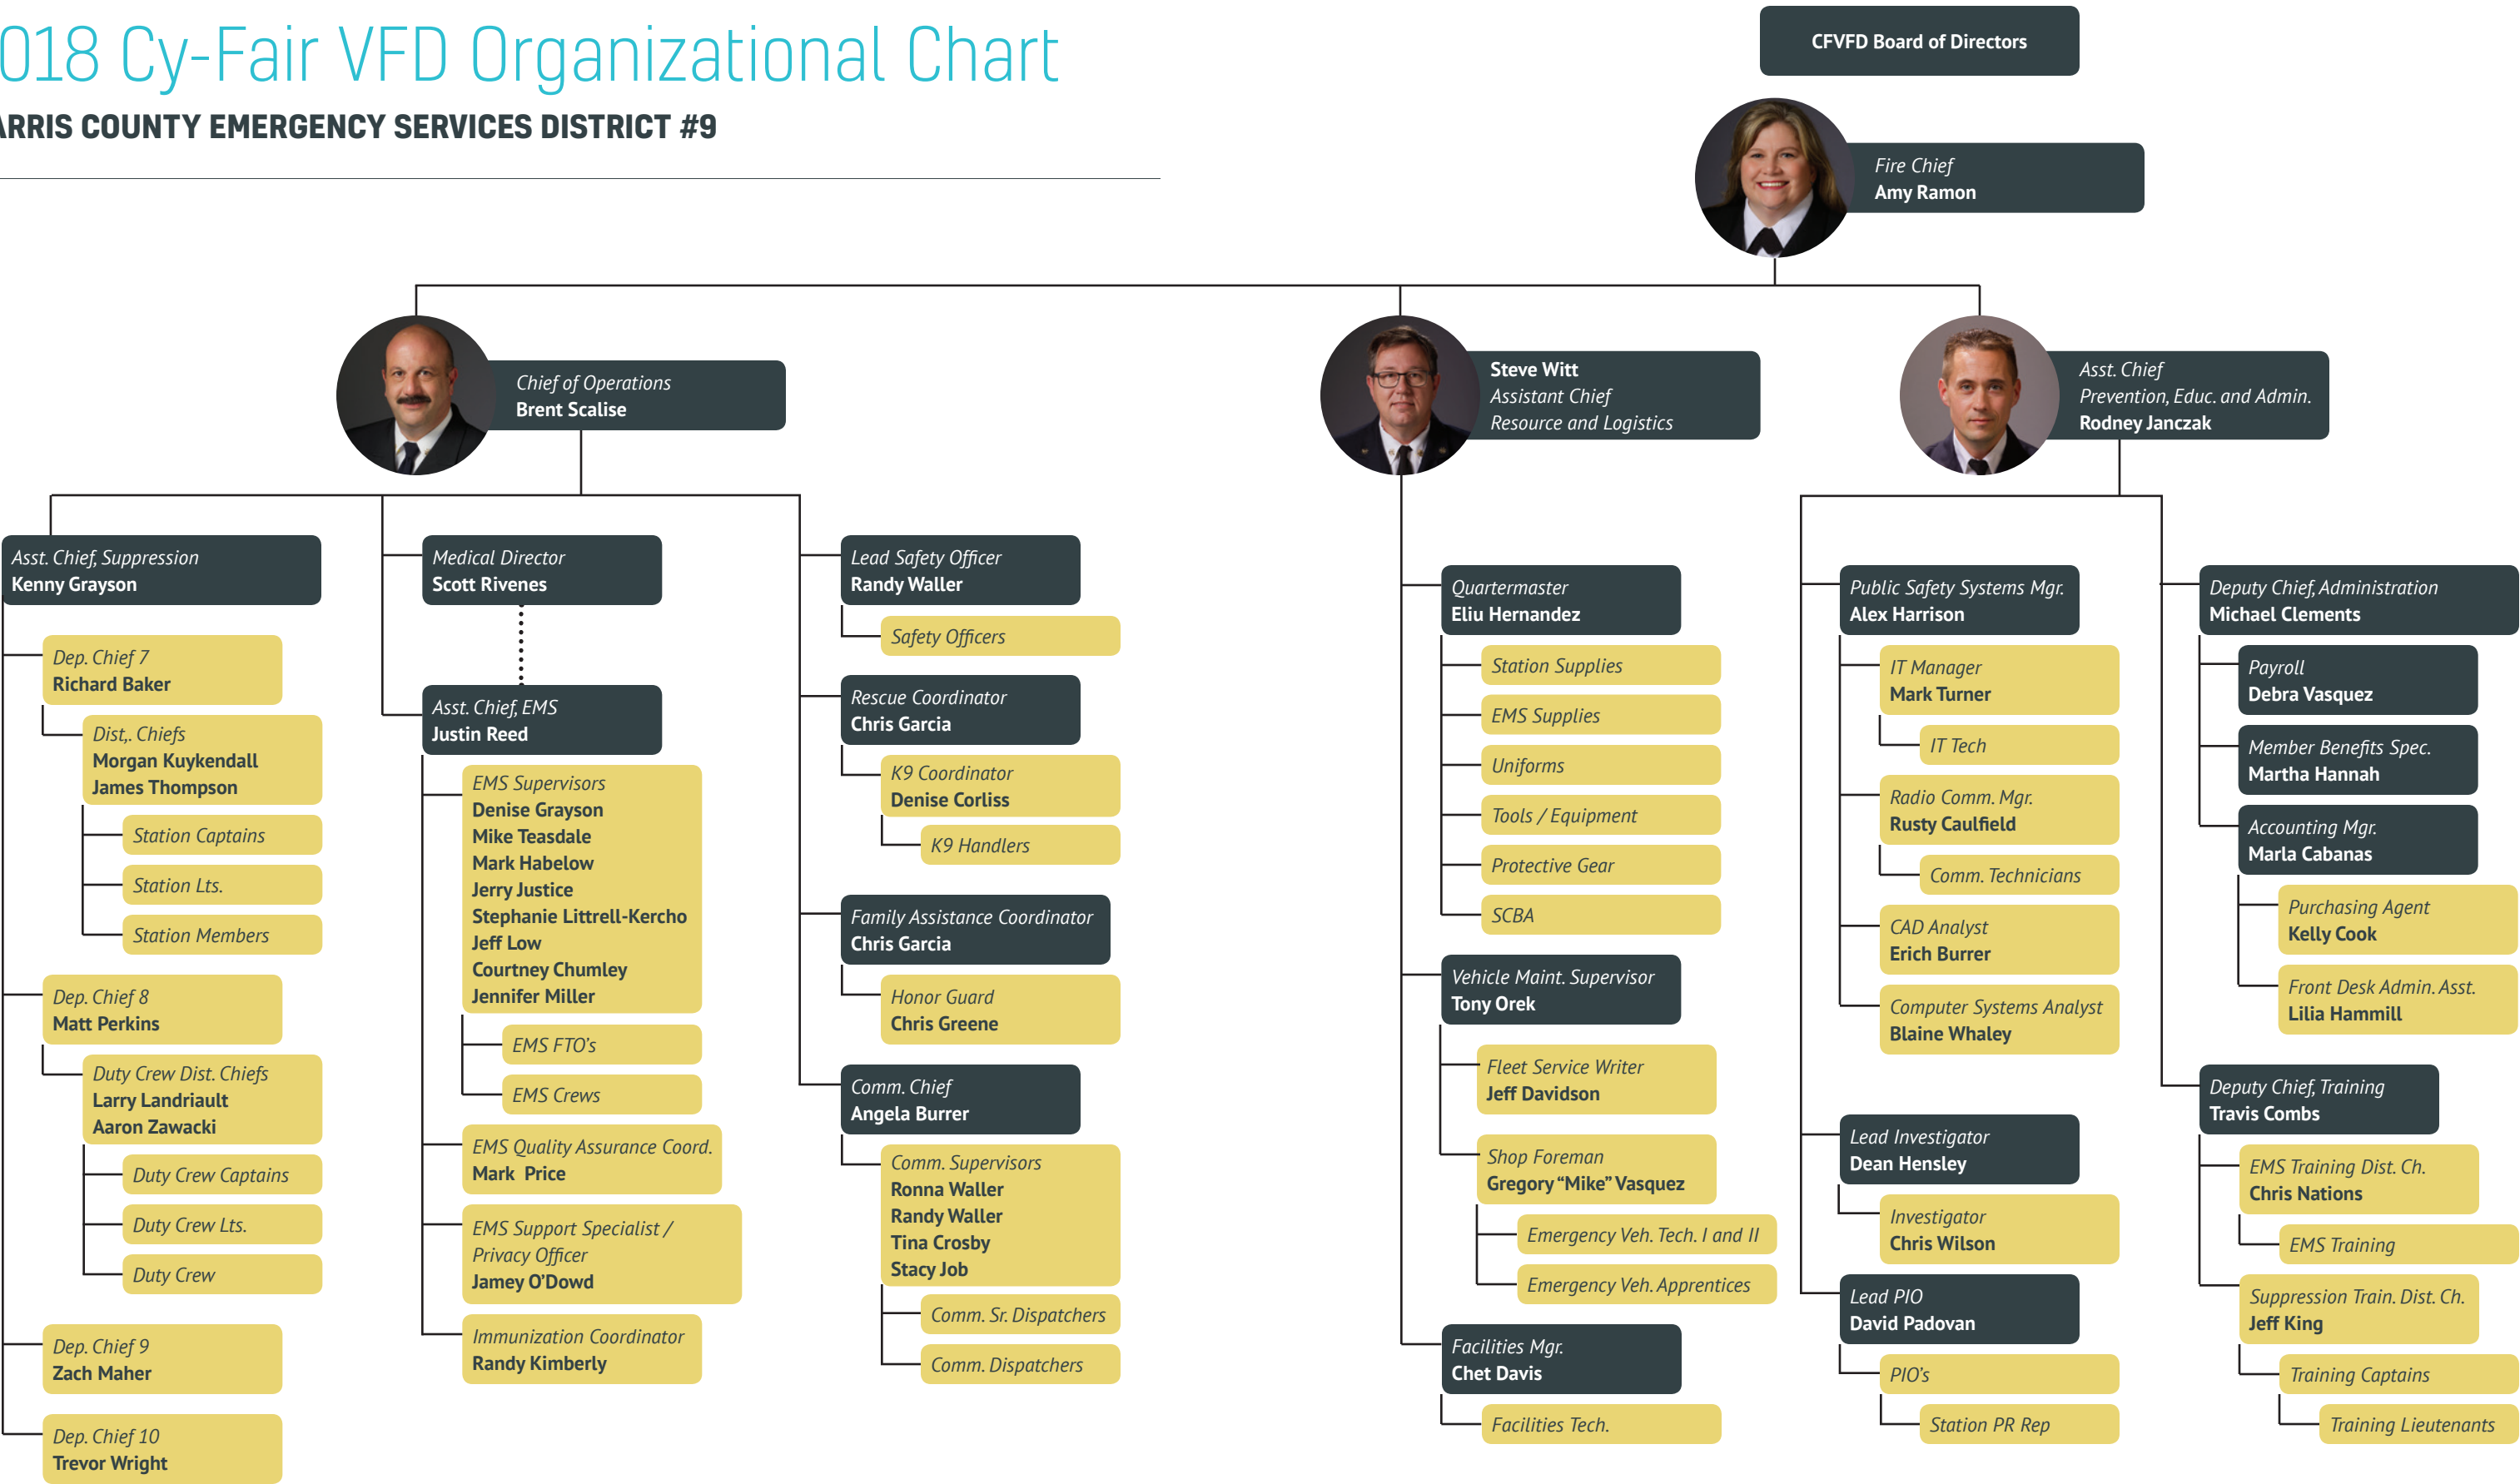 018 Cy-Fair VFD Organizational Chart
ARRIS COUNTY EMERGENCY SERVICES DISTRICT #9
CFVFD Board of Directors
Fire Chief
Amy Ramon
Chief of Operations
Brent Scalise
Steve Witt
Assistant Chief
Resource and Logistics
Asst. Chief
Prevention, Educ. and Admin.
Rodney Janczak
Asst. Chief, Suppression
Kenny Grayson
Dep. Chief 7
Richard Baker
Dist,. Chiefs
Morgan Kuykendall
James Thompson
Station Captains
Station Lts.
Station Members
Dep. Chief 8
Matt Perkins
Duty Crew Dist. Chiefs
Larry Landriault
Aaron Zawacki
Duty Crew Captains
Duty Crew Lts.
Duty Crew
Dep. Chief 9
Zach Maher
Dep. Chief 10
Trevor Wright
Medical Director
Scott Rivenes
Asst. Chief, EMS
Justin Reed
EMS Supervisors
Denise Grayson
Mike Teasdale
Mark Habelow
Jerry Justice
Stephanie Littrell-Kercho
Jeff Low
Courtney Chumley
Jennifer Miller
EMS FTO's
EMS Crews
EMS Quality Assurance Coord.
Mark  Price
EMS Support Specialist /
Privacy Officer
Jamey O'Dowd
Immunization Coordinator
Randy Kimberly
Lead Safety Officer
Randy Waller
Safety Officers
Rescue Coordinator
Chris Garcia
K9 Coordinator
Denise Corliss
K9 Handlers
Family Assistance Coordinator
Chris Garcia
Honor Guard
Chris Greene
Comm. Chief
Angela Burrer
Comm. Supervisors
Ronna Waller
Randy Waller
Tina Crosby
Stacy Job
Comm. Sr. Dispatchers
Comm. Dispatchers
Quartermaster
Eliu Hernandez
Station Supplies
EMS Supplies
Uniforms
Tools / Equipment
Protective Gear
SCBA
Vehicle Maint. Supervisor
Tony Orek
Fleet Service Writer
Jeff Davidson
Shop Foreman
Gregory “Mike” Vasquez
Emergency Veh. Tech. I and II
Emergency Veh. Apprentices
Facilities Mgr.
Chet Davis
Facilities Tech.
Public Safety Systems Mgr.
Alex Harrison
IT Manager
Mark Turner
IT Tech
Radio Comm. Mgr.
Rusty Caulfield
Comm. Technicians
CAD Analyst
Erich Burrer
Computer Systems Analyst
Blaine Whaley
Lead Investigator
Dean Hensley
Investigator
Chris Wilson
Lead PIO
David Padovan
PIO's
Station PR Rep
Deputy Chief, Administration
Michael Clements
Payroll
Debra Vasquez
Member Benefits Spec.
Martha Hannah
Accounting Mgr.
Marla Cabanas
Purchasing Agent
Kelly Cook
Front Desk Admin. Asst.
Lilia Hammill
Deputy Chief, Training
Travis Combs
EMS Training Dist. Ch.
Chris Nations
EMS Training
Suppression Train. Dist. Ch.
Jeff King
Training Captains
Training Lieutenants